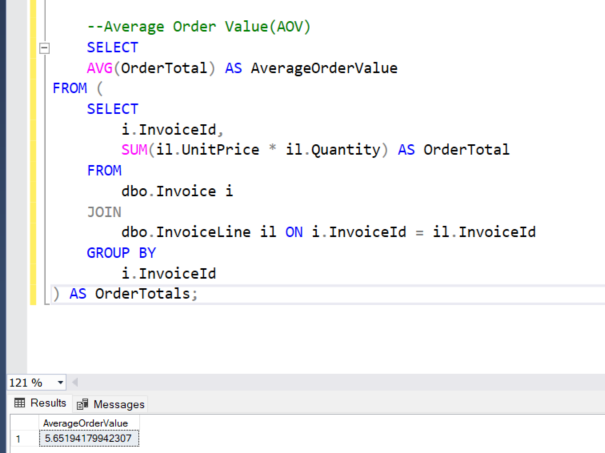 --Average Order Value(AOV)
SELECT
AVG(OrderTotal) AS AverageOrderValue
FROM (
SELECT
i.InvoiceId,
SUM(il.UnitPrice * il.Quantity) AS OrderTotal
FROM
dbo.Invoice i
JOIN
dbo.InvoiceLine il ON i.InvoiceId = il.InvoiceId
GROUP BY
i.InvoiceId
) AS OrderTotals;
121 %
Results Messages
AverageOrderValue
1 5.65194179942307